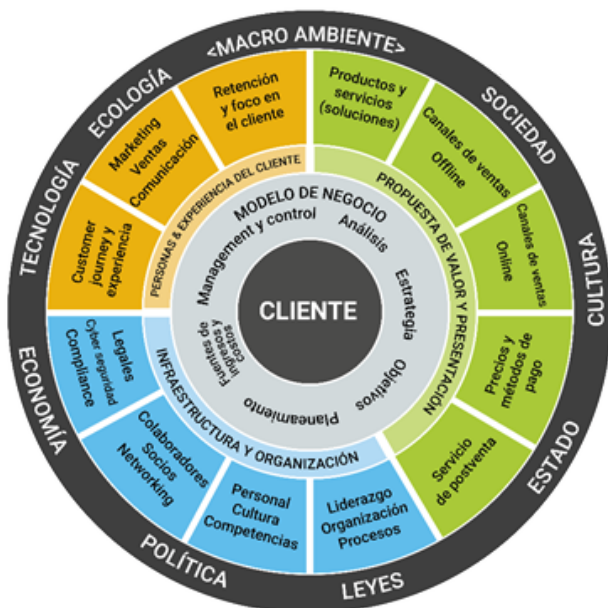 <MACRO AMBIENTE>
SOCIEDAD
CULTURA
ESTADO
LEYES
POLÍTICA
ECONOMÍA
TECNOLOGÍA
ECOLOGÍA
Productos y
servicios
(soluciones)
Canales de ventas
Offline
Canales de ventas
Online
Precios y
métodos de
pago
Servicio
de postventa
Liderazgo
Organización
Procesos
Personal
Cultura
Competencias
Colaboradores
Socios
Networking
Legales
Cyber seguridad
Compliance
Customer
journey y
experiencia
Marketing
Ventas
Comunicación
Retención
y foco en
el cliente
PERSONAS & EXPERIENCIA DEL CLIENTE
PROPUESTA DE VALOR Y PRESENTACIÓN
INFRAESTRUCTURA Y ORGANIZACIÓN
MODELO DE NEGOCIO
Management y control
Análisis
Estrategia
Objetivos
Planeamiento
Fuentes de
ingresos y
costos
CLIENTE